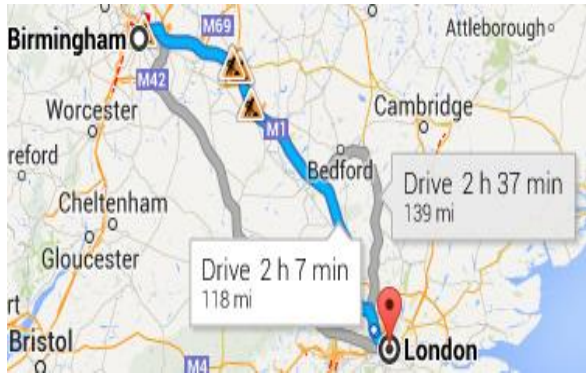 M69
Attleborough
Birmingham
M42
Worcester
Cambridge
M1
reford
Bedford
Drive 2 h 37 min
139 mi
Cheltenham
Gloucester
Drive 2 h 7 min
118 mi
rt
Bristol
London
M4